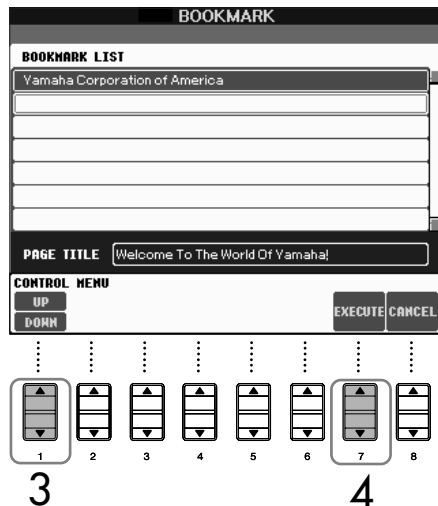 BOOKMARK
BOOKMARK LIST
Yamaha Corporation of America
PAGE TITLE Welcome To The World Of Yamaha!
CONTROL MENU
UP
DOWN
EXECUTE CANCEL
1 2 3 4 5 6 7 8
3 4